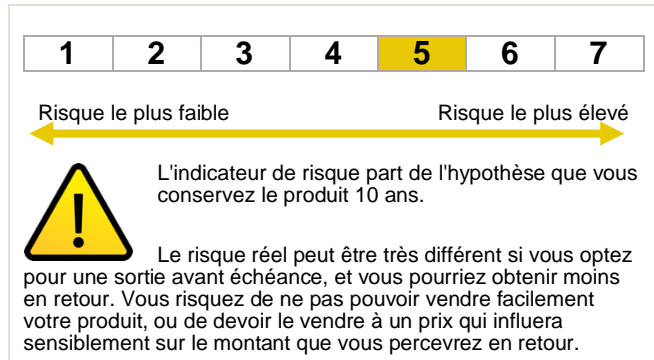 1 2 3 4 5 6 7
Risque le plus faible Risque le plus élevé
L'indicateur de risque part de l'hypothèse que vous
conservez le produit 10 ans.
Le risque réel peut être très différent si vous optez
pour une sortie avant échéance, et vous pourriez obtenir moins
en retour. Vous risquez de ne pas pouvoir vendre facilement
votre produit, ou de devoir le vendre à un prix qui influera
sensiblement sur le montant que vous percevrez en retour.